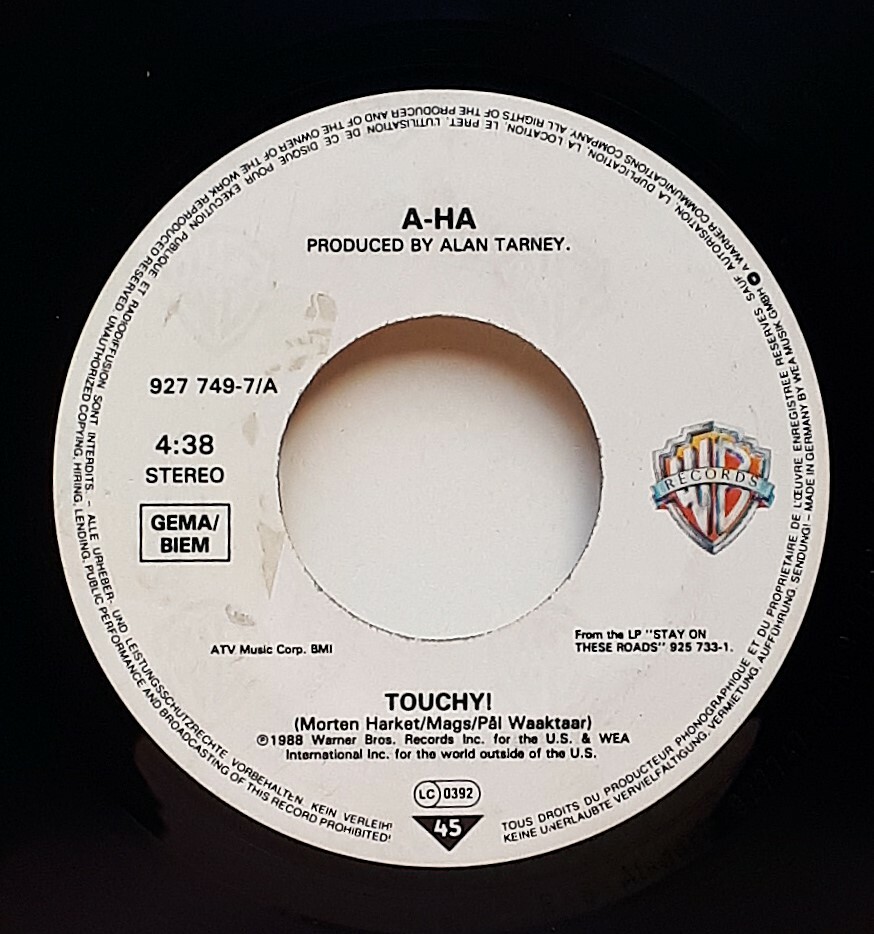 A-HA
PRODUCED BY ALAN TARNEY.
927 749-7/A
4:38
STEREO
GEMA/
BIEM
WB
RECORDS
ATV Music Corp. BMI
From the LP "STAY ON
THESE ROADS" 925 733-1.
TOUCHY!
(Morten Harket/Mags/Pål Waaktaar)
℗1988 Warner Bros. Records Inc. for the U.S. & WEA
International Inc. for the world outside of the U.S.
LC 0392
45
TOUS DROITS DU PRODUCTEUR PHONOGRAPHIQUE ET DU PROPRIETAIRE DE L'ŒUVRE ENREGISTREE RESERVES SAUF AUTORISATION, LA DUPLICATION, LA LOCATION, LE PRET, L'UTILISATION DE CE DISQUE POUR EXECUTION PUBLIQUE ET RADIODIFFUSION SONT INTERDITS. – ALLE URHEBER- UND LEISTUNGSSCHUTZRECHTE VORBEHALTEN. KEIN VERLEIH!
KEINE UNERLAUBTE VERVIELFÄLTIGUNG, VERMIETUNG, AUFFÜHRUNG, SENDUNG! – MADE IN GERMANY BY WEA MUSIK GMBH A WARNER COMMUNICATIONS COMPANY. ALL RIGHTS OF THE PRODUCER AND OF THE OWNER OF THE WORK REPRODUCED RESERVED. UNAUTHORIZED COPYING, HIRING, LENDING, PUBLIC PERFORMANCE AND BROADCASTING OF THIS RECORD PROHIBITED!